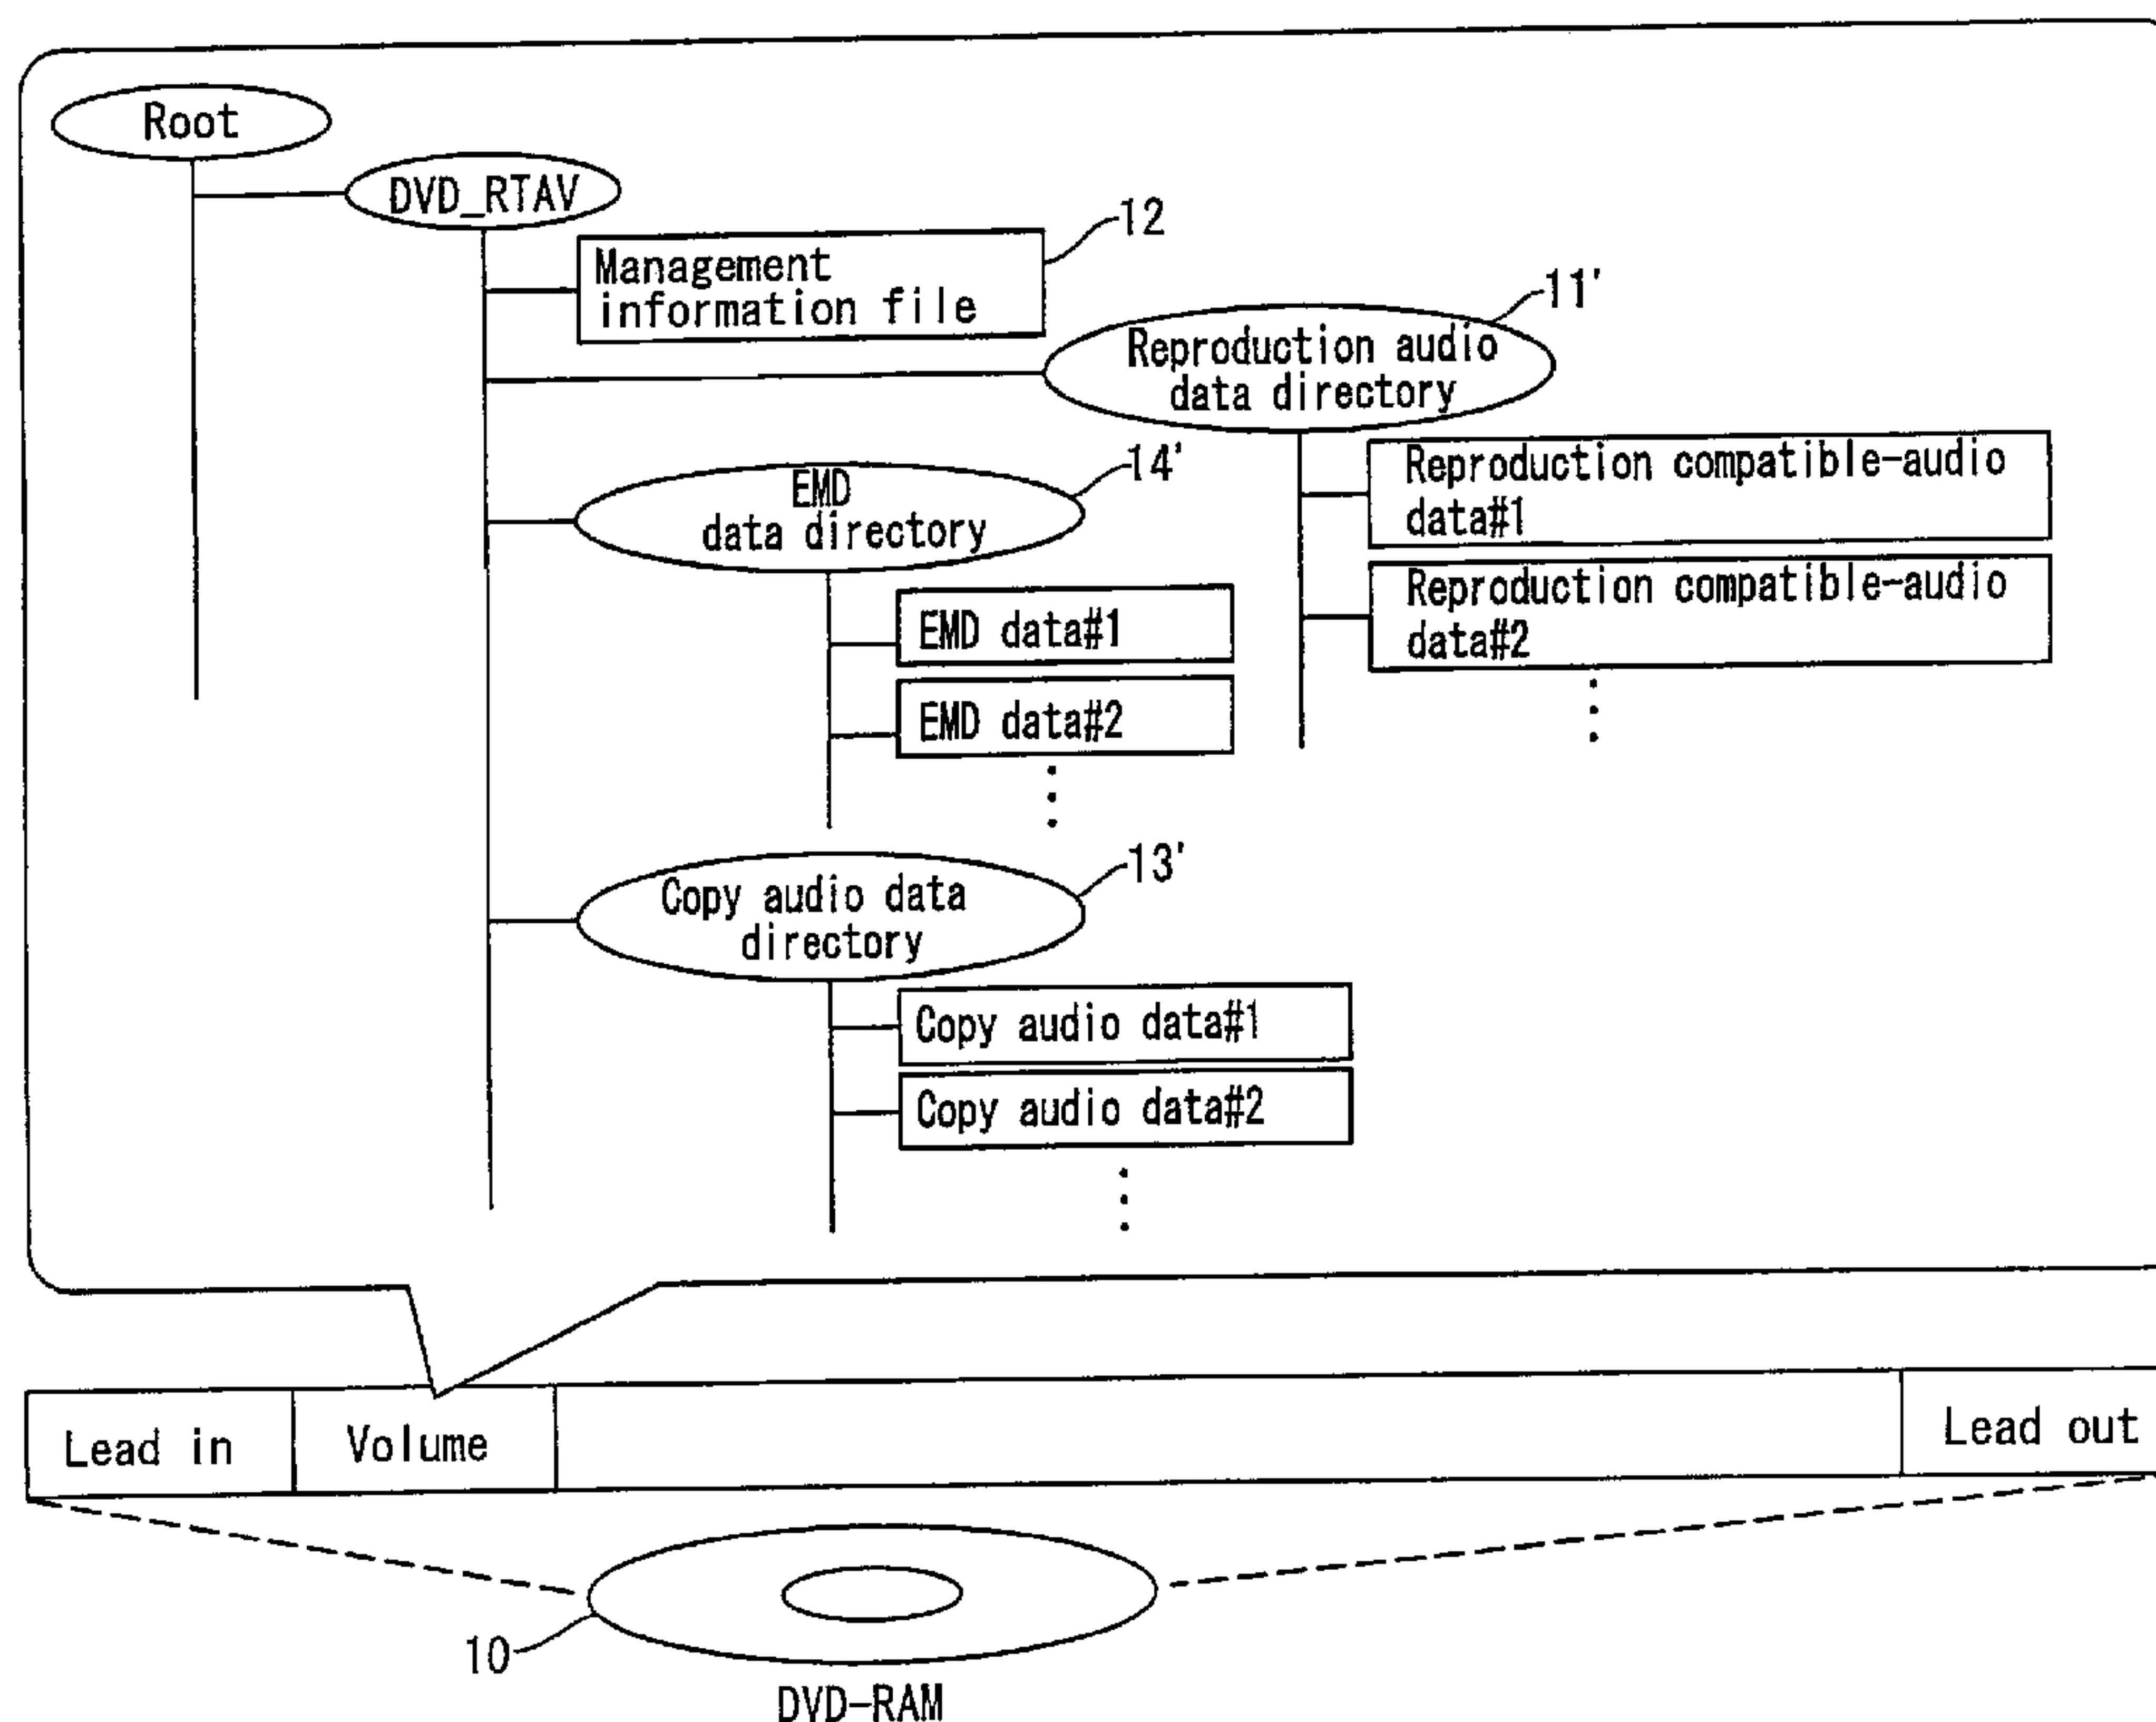 Root
DVD_RTAV
12
Management
information file
11'
Reproduction audio
data directory
14'
EMD
data directory
Reproduction compatible-audio
data#1
Reproduction compatible-audio
data#2
EMD data#1
EMD data#2
13'
Copy audio data
directory
Copy audio data#1
Copy audio data#2
Lead in
Volume
Lead out
10
DVD-RAM